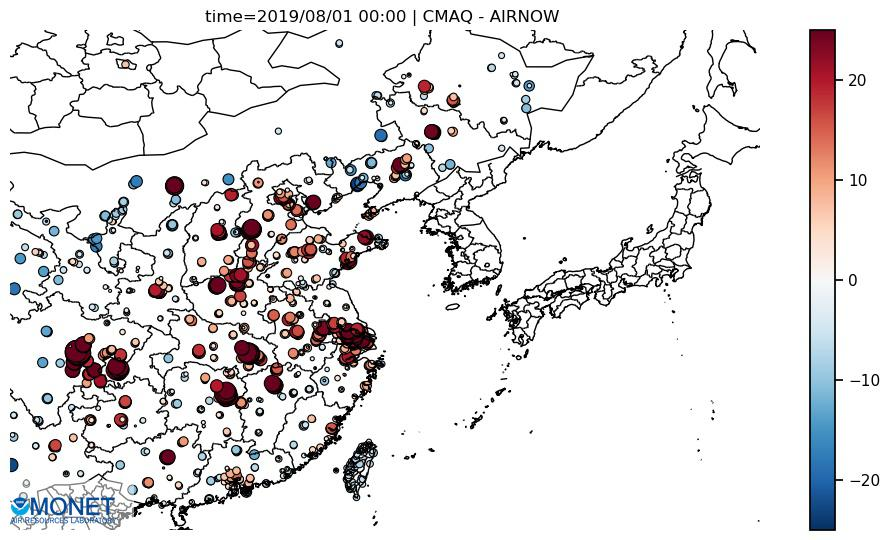 time=2019/08/01 00:00 | CMAQ - AIRNOW
20
10
0
−10
−20
MONET
AIR RESOURCES LABORATORY